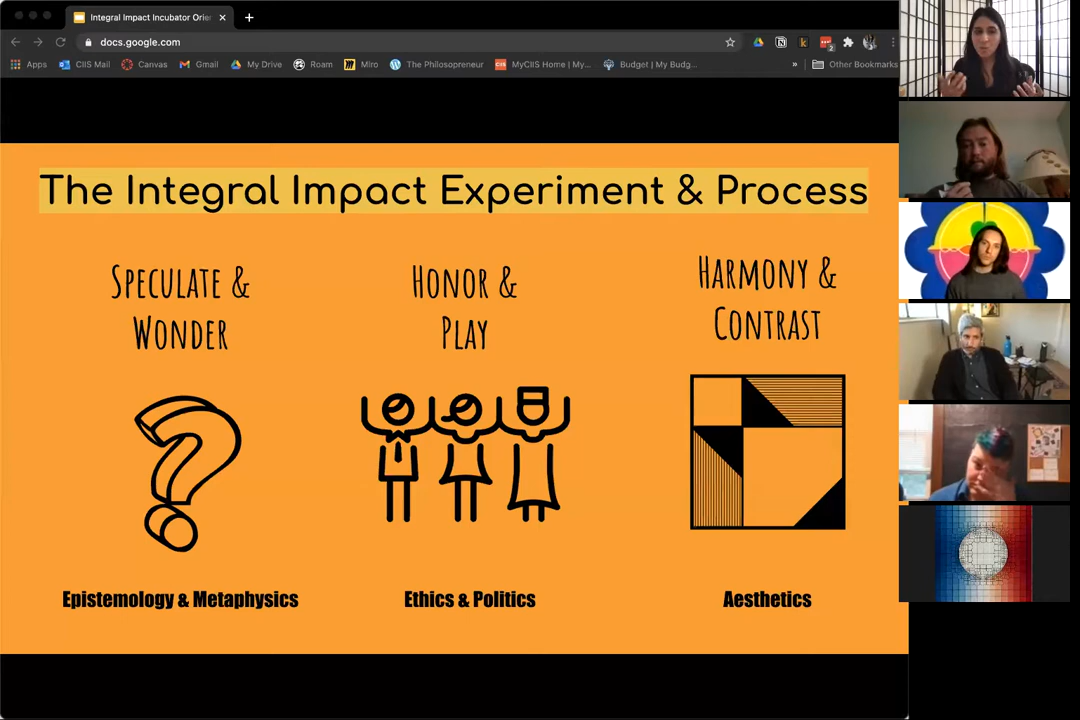 Integral Impact Incubator Orie
docs.google.com
Apps CIIS Mail Canvas Gmail My Drive Roam Miro The Philosopreneur MyCIIS Home | My... Budget | My Budg... » Other Bookmarks
The Integral Impact Experiment & Process
Speculate &
Wonder
Honor &
Play
Harmony &
Contrast
Epistemology & Metaphysics
Ethics & Politics
Aesthetics